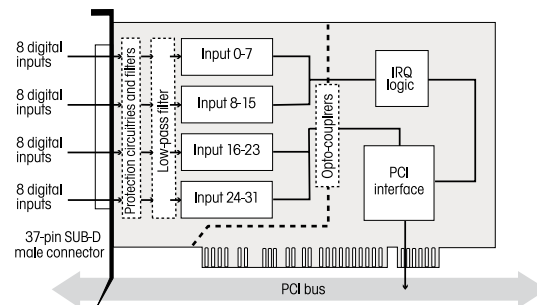 8 digital
inputs
8 digital
inputs
8 digital
inputs
8 digital
inputs
37-pin SUB-D
male connector
Protection circuitries and filters
Low-pass filter
Input 0-7
Input 8-15
Input 16-23
Input 24-31
Opto-couplrers
IRQ
logic
PCI
interface
PCI bus